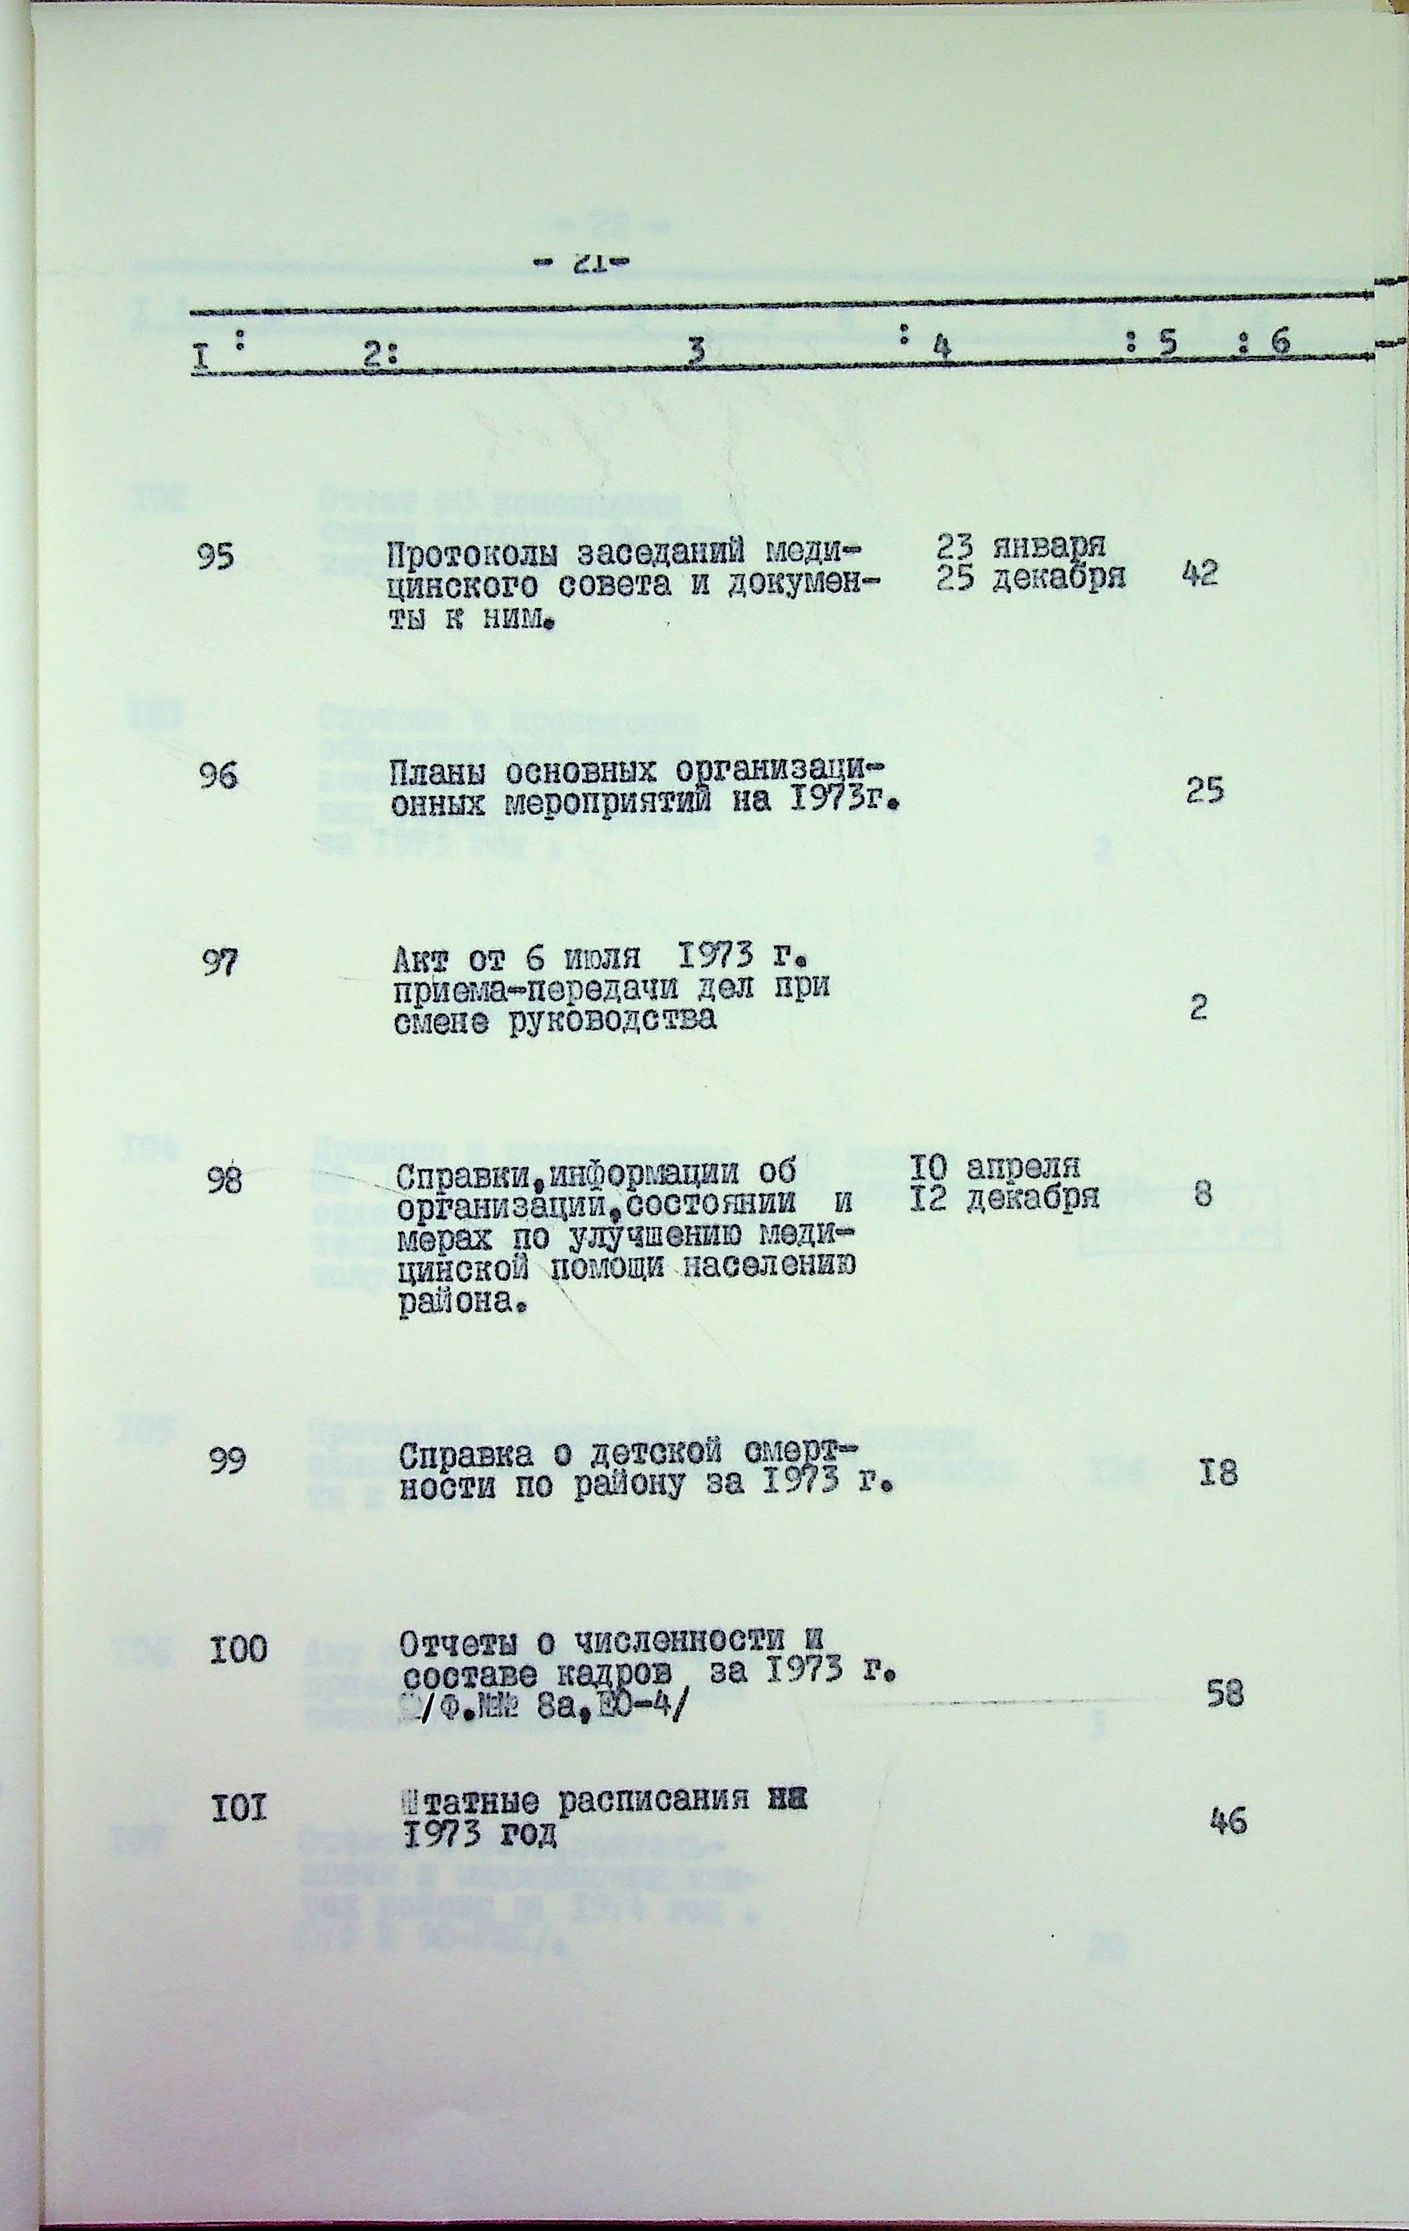 - 21-
I : 2: 3 : 4 : 5 : 6
95 Протоколы заседаний меди- 23 января
цинского совета и докумен- 25 декабря 42
ты к ним.
96 Планы основных организаци-
онных мероприятий на 1973г. 25
97 Акт от 6 июля 1973 г.
приема-передачи дел при
смене руководства 2
98 Справки,информации об 10 апреля
организации,состоянии и 12 декабря 8
мерах по улучшению меди-
цинской помощи населению
района.
99 Справка о детской смерт-
ности по району за 1973 г. 18
100 Отчеты о численности и
составе кадров за 1973 г.
/Ф.№№ 8а, 58
101 Штатные расписания на
1973 год 46